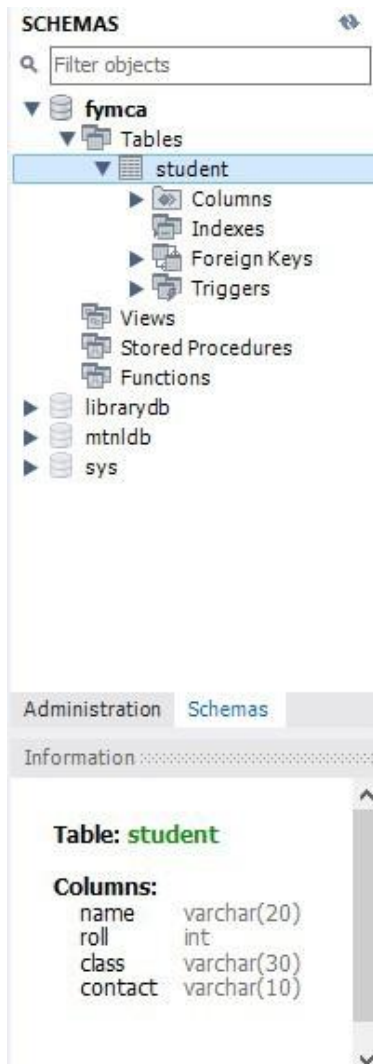 SCHEMAS
Filter objects
fymca
Tables
student
Columns
Indexes
Foreign Keys
Triggers
Views
Stored Procedures
Functions
librarydb
mtnldb
sys
Administration Schemas
Information
Table: student
Columns:
name varchar(20)
roll int
class varchar(30)
contact varchar(10)